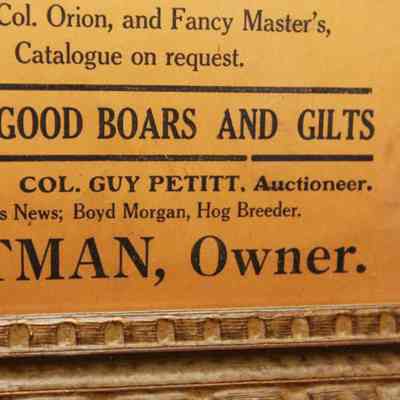 Col. Orion, and Fancy Master's,
Catalogue on request.
GOOD BOARS AND GILTS
COL. GUY PETITT, Auctioneer.
s News; Boyd Morgan, Hog Breeder.
TMAN, Owner.